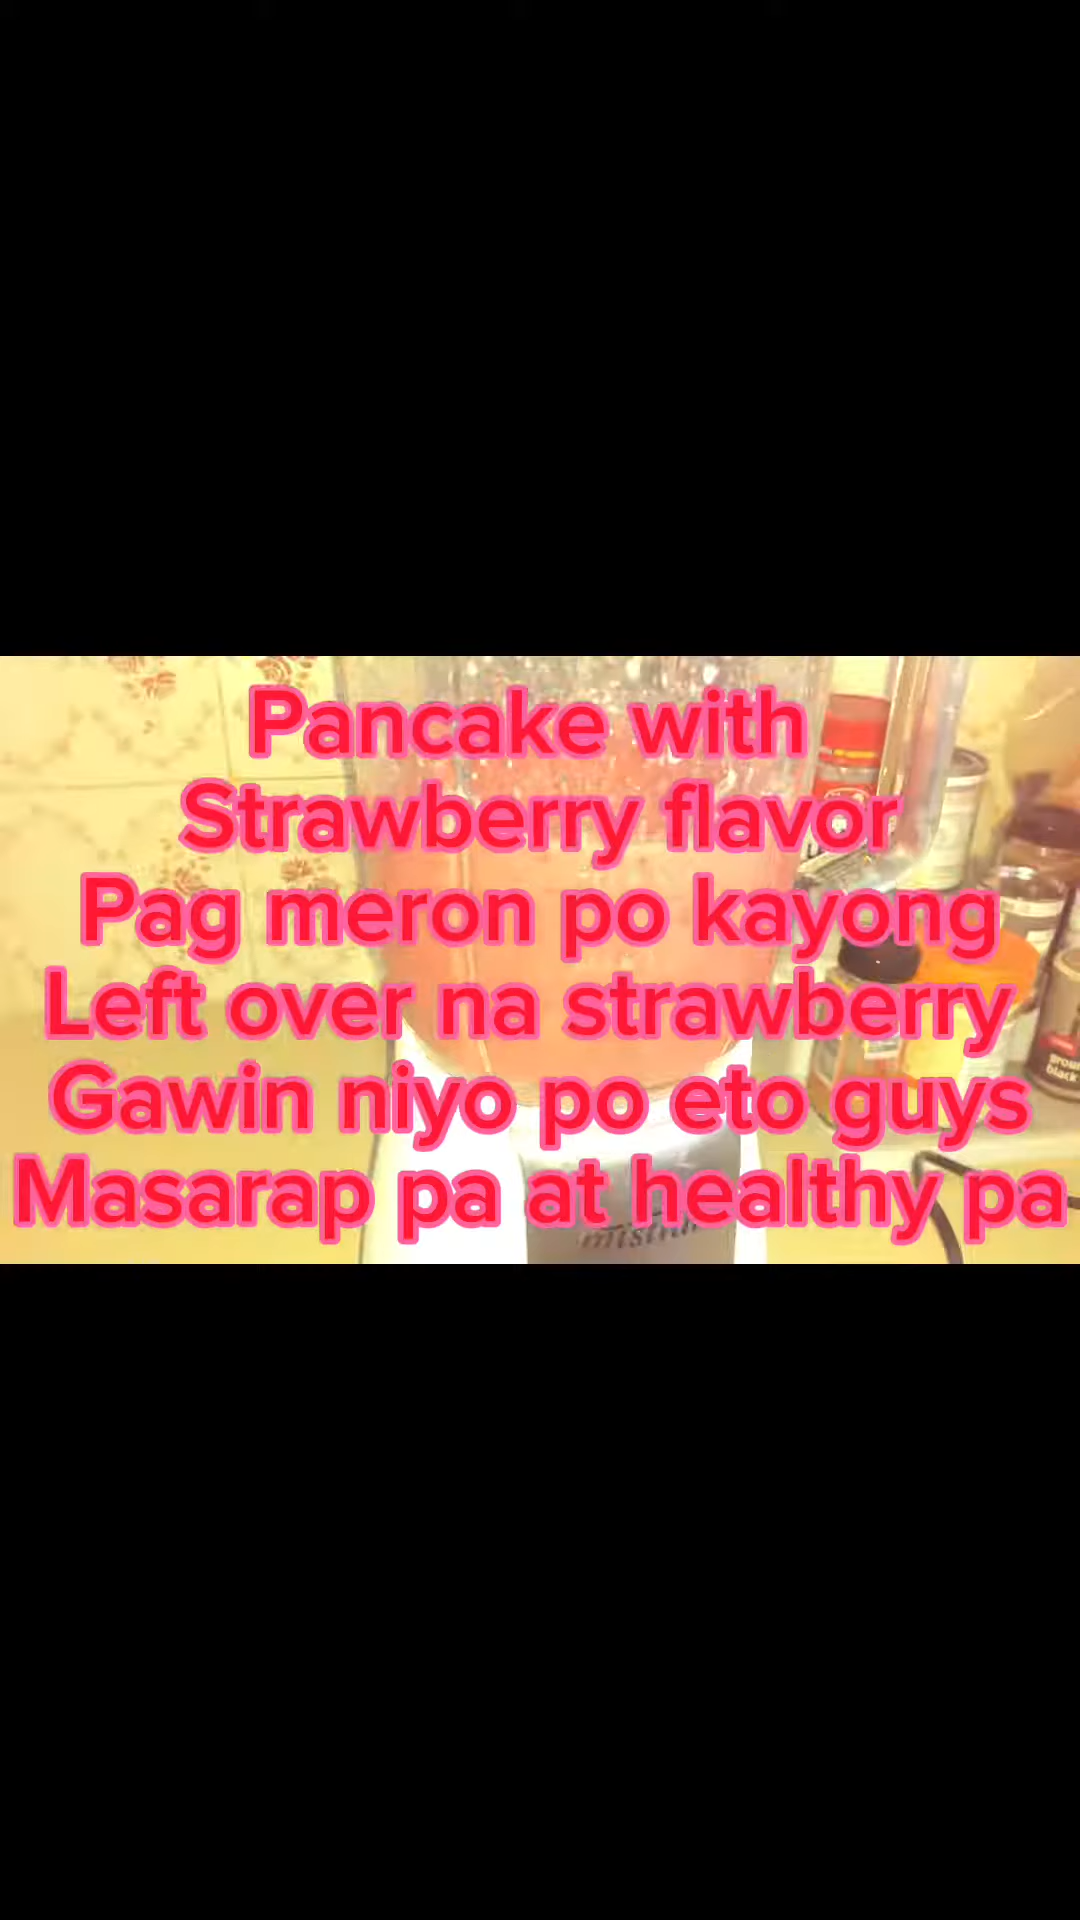 Pancake with
Strawberry flavor
Pag meron po kayong
Left over na strawberry
Gawin niyo po eto guys
Masarap pa at healthy pa